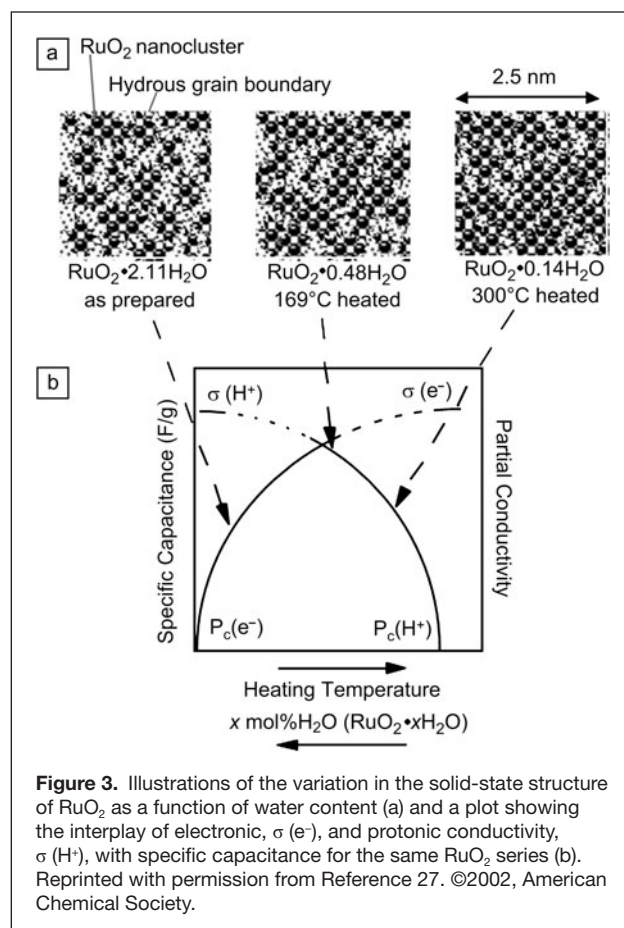 a
RuO₂ nanocluster
Hydrous grain boundary
2.5 nm
RuO₂•2.11H₂O
as prepared
RuO₂•0.48H₂O
169°C heated
RuO₂•0.14H₂O
300°C heated
b
Specific Capacitance (F/g)
σ (H⁺)
σ (e⁻)
Partial Conductivity
P꜀(e⁻)
P꜀(H⁺)
Heating Temperature
x mol%H₂O (RuO₂•xH₂O)
Figure 3. Illustrations of the variation in the solid-state structure
of RuO₂ as a function of water content (a) and a plot showing
the interplay of electronic, σ (e⁻), and protonic conductivity,
σ (H⁺), with specific capacitance for the same RuO₂ series (b).
Reprinted with permission from Reference 27. ©2002, American
Chemical Society.